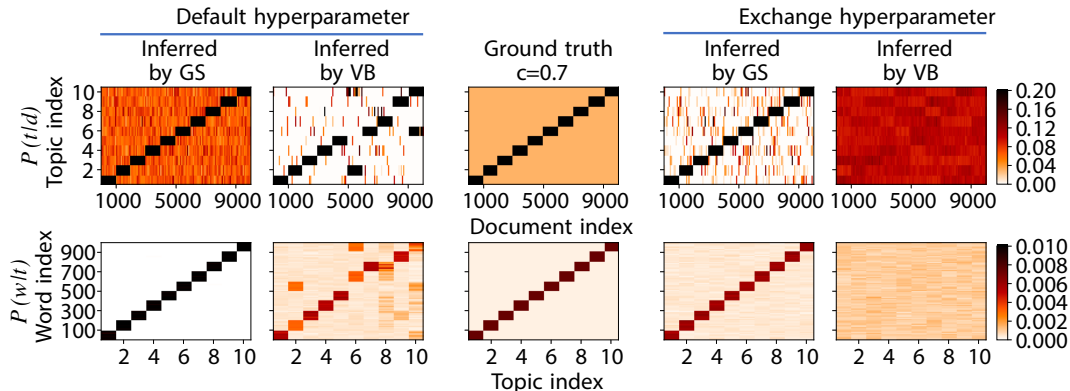 Default hyperparameter Exchange hyperparameter
Inferred by GS Inferred by VB Ground truth c=0.7 Inferred by GS Inferred by VB
P(t/d)
Topic index
10
8
6
4
2
1000 5000 9000 1000 5000 9000 1000 5000 9000 1000 5000 9000 1000 5000 9000
0.20
0.16
0.12
0.08
0.04
0.00
Document index
P(w/t)
Word index
900
700
500
300
100
2 4 6 8 10 2 4 6 8 10 2 4 6 8 10 2 4 6 8 10 2 4 6 8 10
0.010
0.008
0.006
0.004
0.002
0.000
Topic index